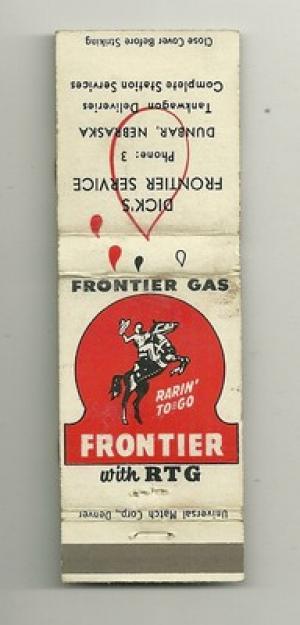 Close Cover Before Striking
DICK'S
FRONTIER SERVICE
Phone: 3
DUNBAR, NEBRASKA
Tankwagon Deliveries
Complete Station Services
FRONTIER GAS
RARIN'
TO GO
FRONTIER
with RTG
Universal Match Corp., Denver